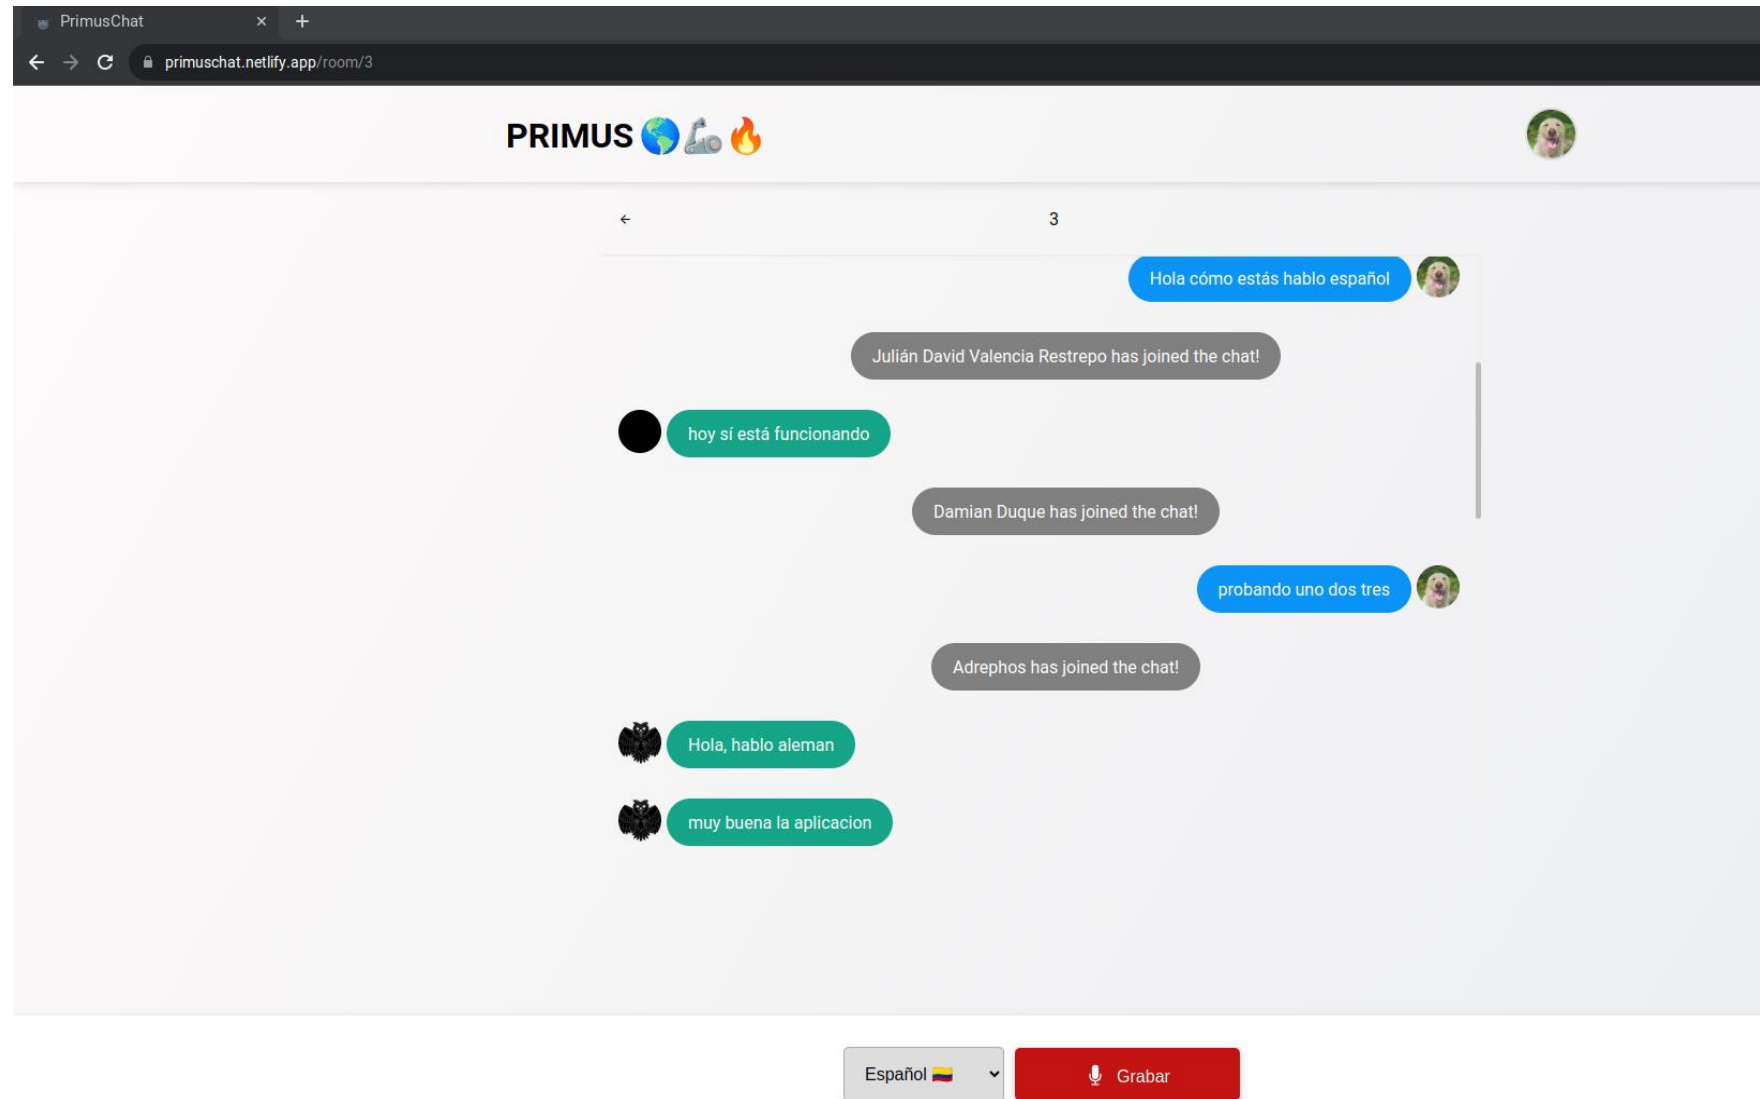 PrimusChat
primuschat.netlify.app/room/3
PRIMUS
3
Hola cómo estás hablo español
Julián David Valencia Restrepo has joined the chat!
hoy sí está funcionando
Damian Duque has joined the chat!
probando uno dos tres
Adrephos has joined the chat!
Hola, hablo aleman
muy buena la aplicacion
Español
Grabar